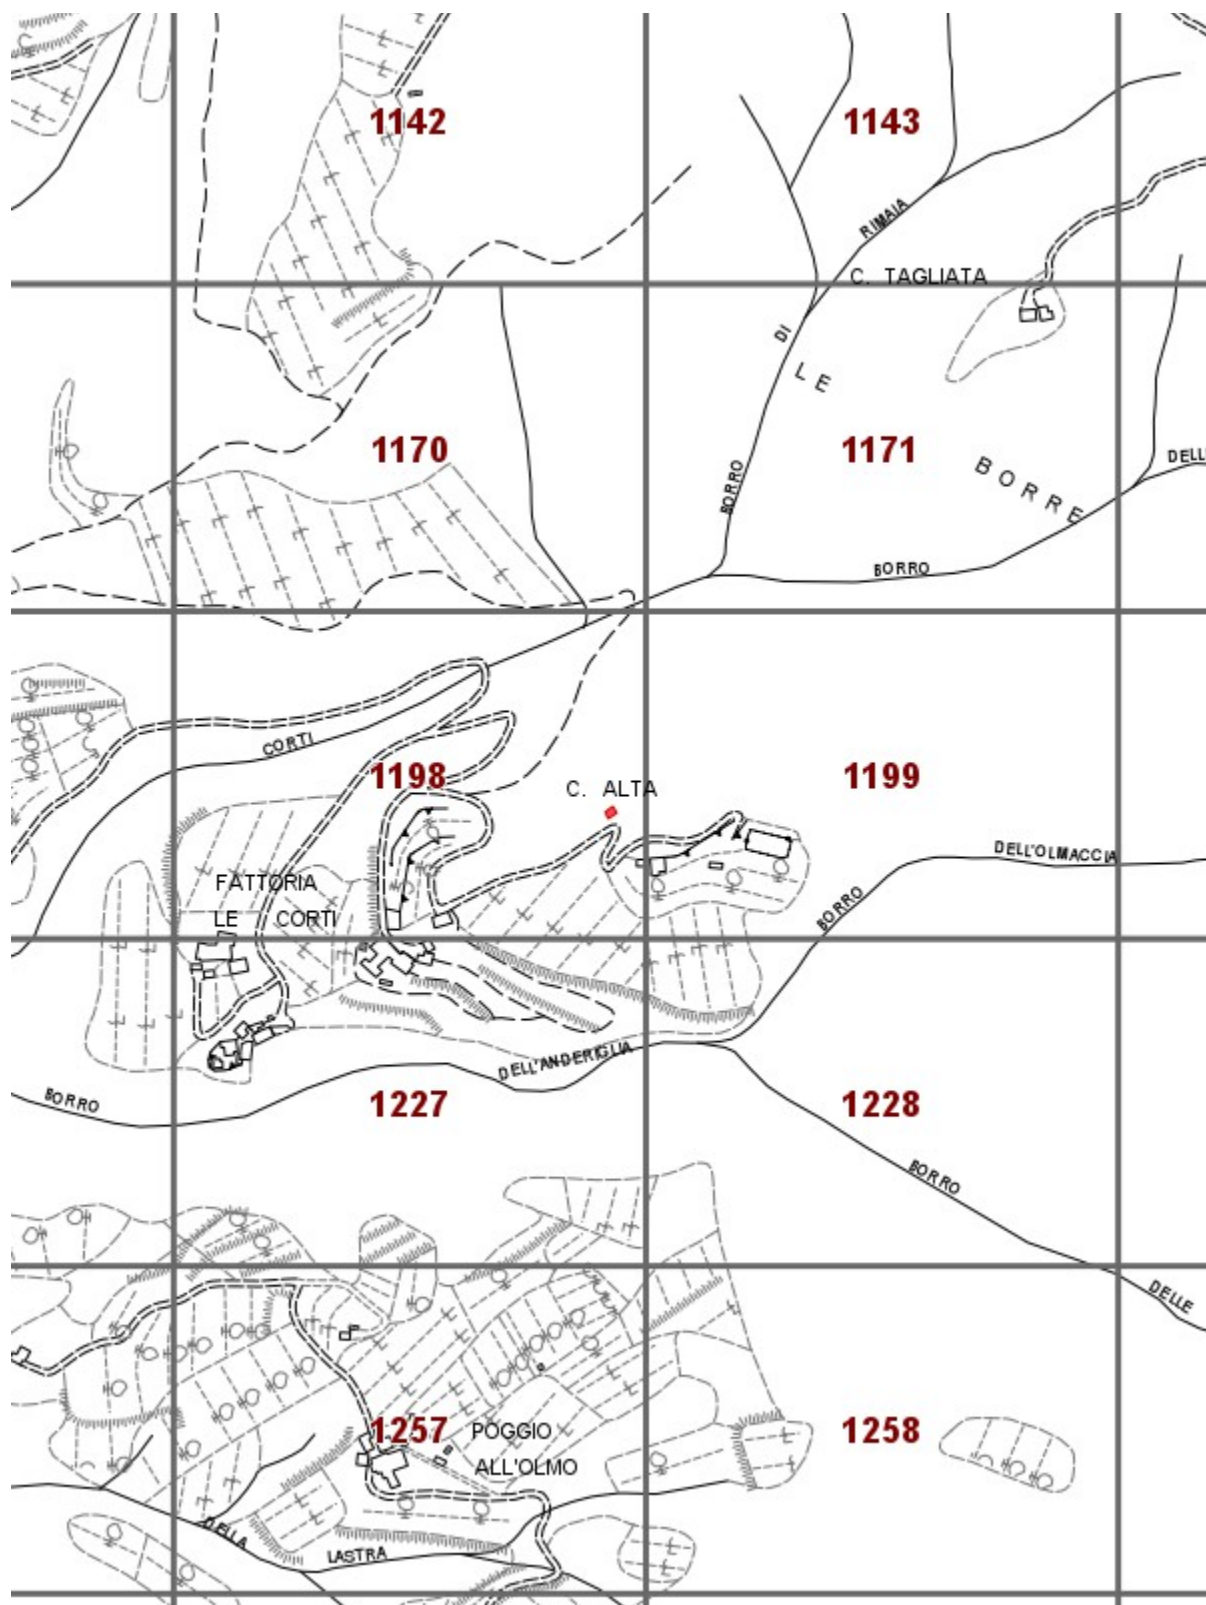 1142
1143
RIMAIA
C. TAGLIATA
DI
LE
1170
1171
BORRO
BORRE
DELL
BORRO
CORTI
1198
1199
C. ALTA
DELL'OLMACCIA
FATTORIA
LE CORTI
BORRO
DELL'ANDERIGLIA
BORRO
1227
1228
BORRO
DELLE
1257
POGGIO
ALL'OLMO
1258
DELLA
LASTRA